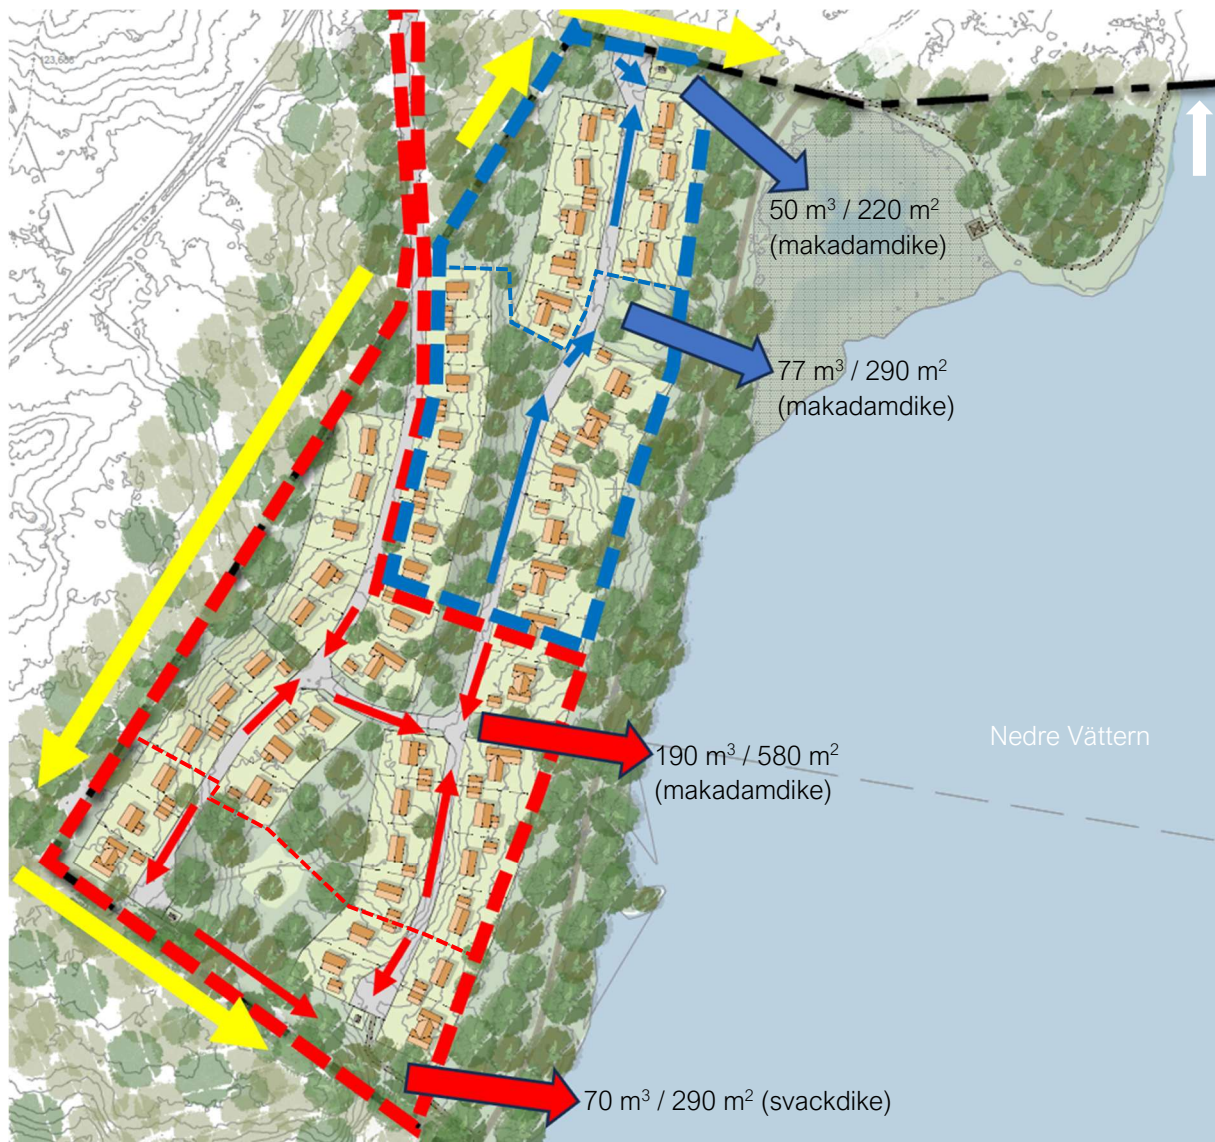 50 m³ / 220 m²
(makadamdike)
77 m³ / 290 m²
(makadamdike)
Nedre Vättern
190 m³ / 580 m²
(makadamdike)
70 m³ / 290 m² (svackdike)